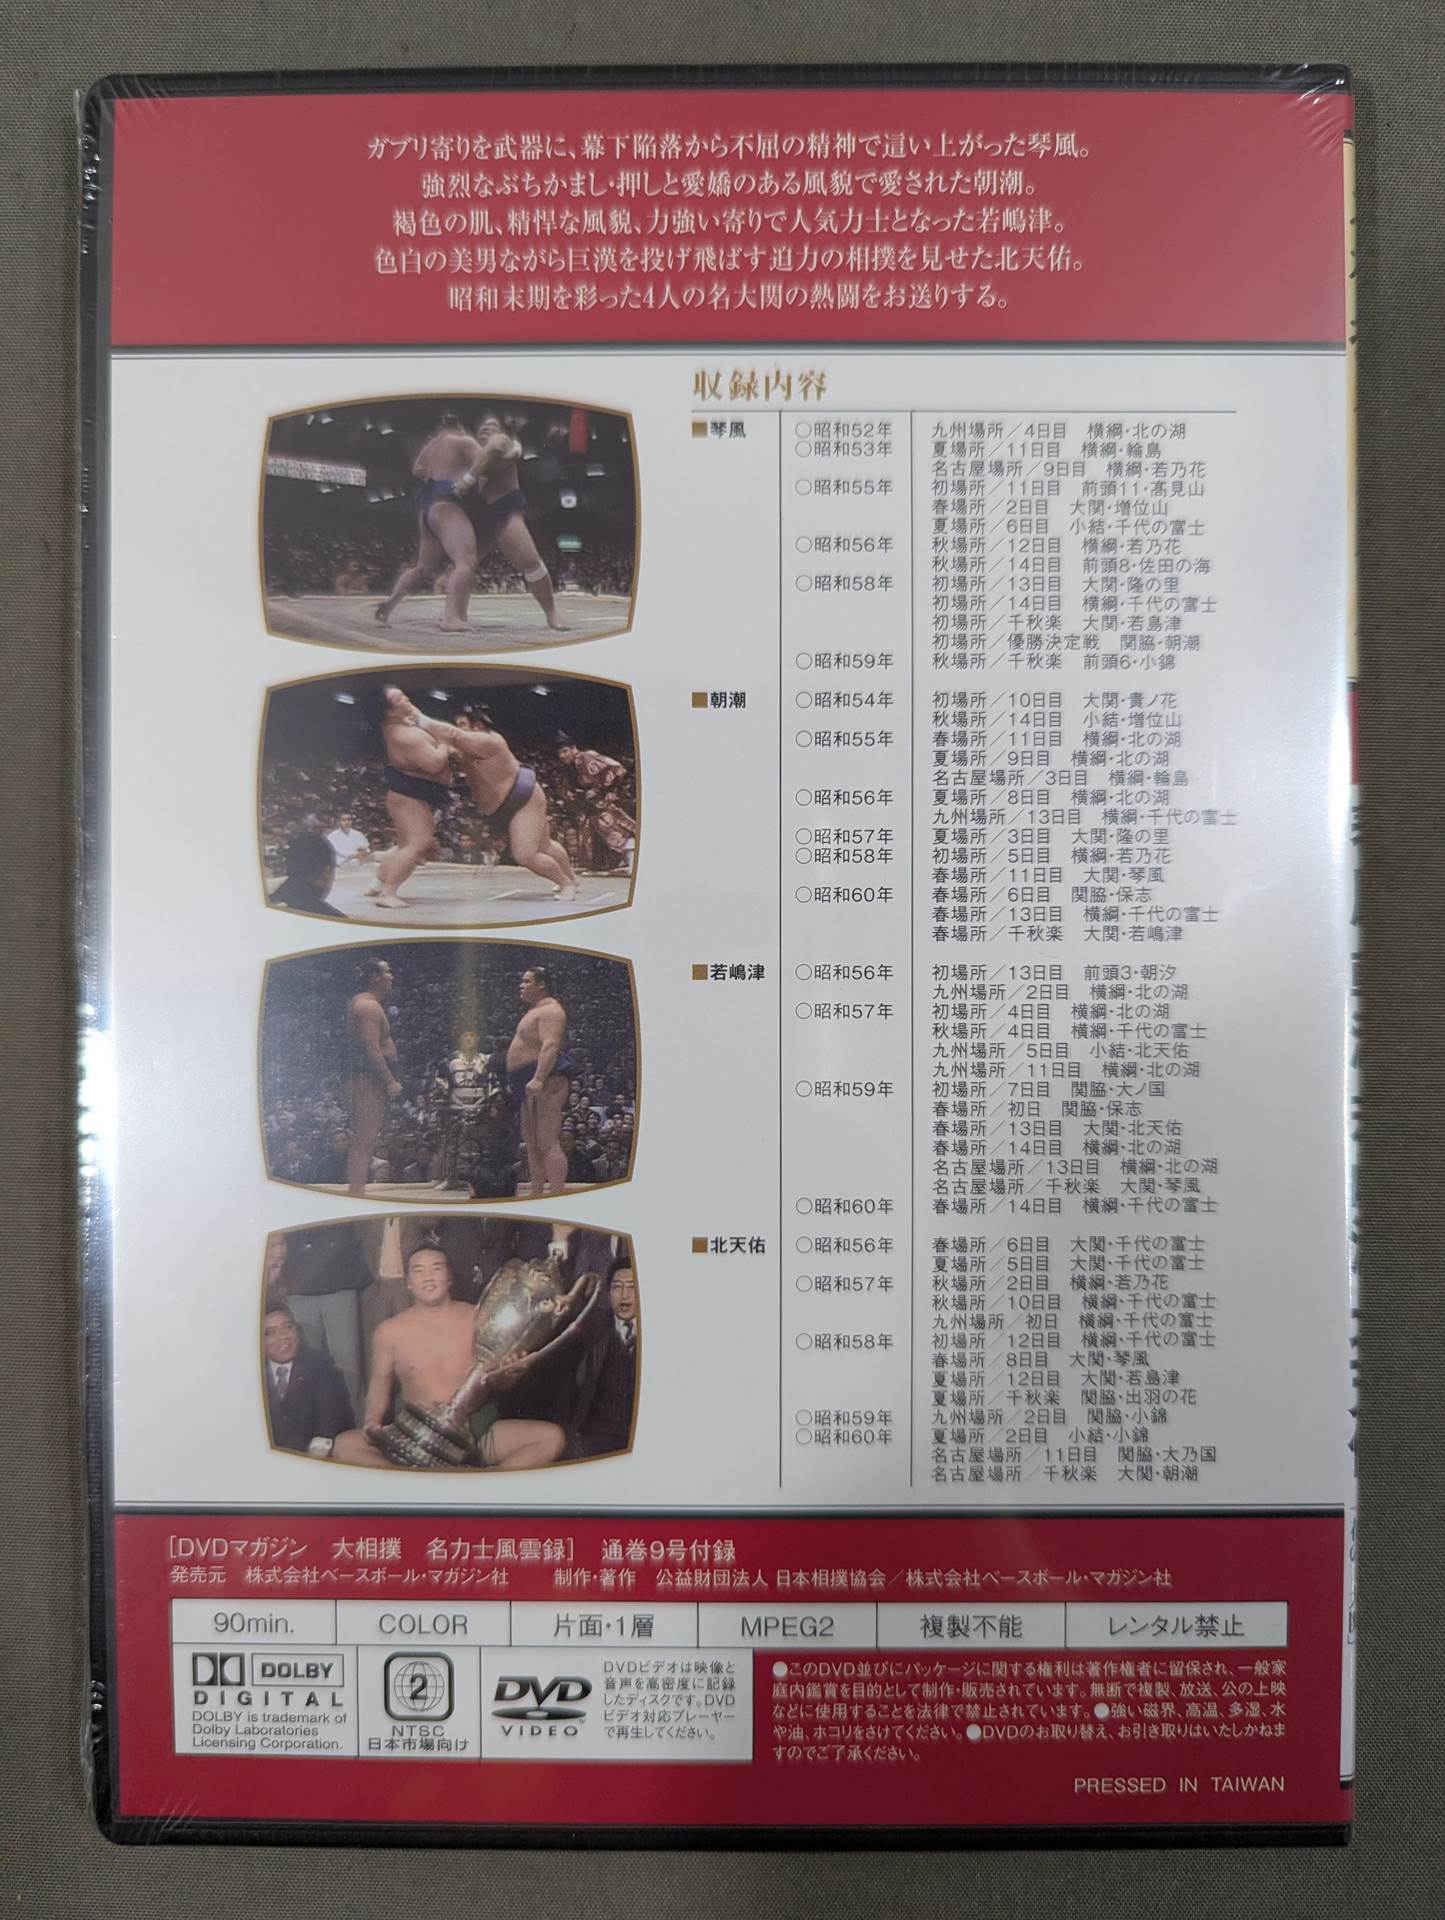 ガブリ寄りを武器に、幕下陥落から不屈の精神で這い上がった琴風。
強烈なぶちかまし・押しと愛嬌のある風貌で愛された朝潮。
褐色の肌、精悍な風貌、力強い寄りで人気力士となった若嶋津。
色白の美男ながら巨漢を投げ飛ばす迫力の相撲を見せた北天佑。
昭和末期を彩った4人の名大関の熱闘をお送りする。
収録内容
■琴風 ○昭和52年 九州場所／4日目 横綱・北の湖
○昭和53年 夏場所／11日目 横綱・輪島
名古屋場所／9日目 横綱・若乃花
○昭和55年 初場所／11日目 前頭11・髙見山
春場所／2日目 大関・増位山
夏場所／6日目 小結・千代の富士
○昭和56年 秋場所／12日目 横綱・若乃花
秋場所／14日目 前頭8・佐田の海
○昭和58年 初場所／13日目 大関・隆の里
初場所／14日目 横綱・千代の富士
初場所／千秋楽 大関・若島津
初場所／優勝決定戦 関脇・朝潮
○昭和59年 秋場所／千秋楽 前頭6・小錦
■朝潮 ○昭和54年 初場所／10日目 大関・貴ノ花
秋場所／14日目 小結・増位山
○昭和55年 春場所／11日目 横綱・北の湖
夏場所／9日目 横綱・北の湖
名古屋場所／3日目 横綱・輪島
○昭和56年 夏場所／8日目 横綱・北の湖
九州場所／13日目 横綱・千代の富士
○昭和57年 夏場所／3日目 大関・隆の里
○昭和58年 初場所／5日目 横綱・若乃花
春場所／11日目 大関・琴風
○昭和60年 春場所／6日目 関脇・保志
春場所／13日目 横綱・千代の富士
春場所／千秋楽 大関・若嶋津
■若嶋津 ○昭和56年 初場所／13日目 前頭3・朝汐
九州場所／2日目 横綱・北の湖
○昭和57年 初場所／4日目 横綱・北の湖
秋場所／4日目 横綱・千代の富士
九州場所／5日目 小結・北天佑
九州場所／11日目 横綱・北の湖
○昭和59年 初場所／7日目 関脇・大ノ国
春場所／初日 関脇・保志
春場所／13日目 大関・北天佑
春場所／14日目 横綱・北の湖
名古屋場所／13日目 横綱・北の湖
名古屋場所／千秋楽 大関・琴風
○昭和60年 春場所／14日目 横綱・千代の富士
■北天佑 ○昭和56年 春場所／6日目 大関・千代の富士
夏場所／5日目 大関・千代の富士
○昭和57年 秋場所／2日目 横綱・若乃花
秋場所／10日目 横綱・千代の富士
九州場所／初日 横綱・千代の富士
○昭和58年 初場所／12日目 横綱・千代の富士
春場所／8日目 大関・琴風
夏場所／12日目 大関・若島津
夏場所／千秋楽 関脇・出羽の花
○昭和59年 九州場所／2日目 関脇・小錦
○昭和60年 夏場所／2日目 小結・小錦
名古屋場所／11日目 関脇・大乃国
名古屋場所／千秋楽 大関・朝潮
［DVDマガジン 大相撲 名力士風雲録］ 通巻9号付録
発売元 株式会社ベースボール・マガジン社 制作・著作 公益財団法人 日本相撲協会／株式会社ベースボール・マガジン社
90min. COLOR 片面・1層 MPEG2 複製不能 レンタル禁止
DOLBY
DIGITAL
DOLBY is trademark of
Dolby Laboratories
Licensing Corporation.
2
NTSC
日本市場向け
DVD
VIDEO
DVDビデオは映像と
音声を高密度に記録
したディスクです。DVD
ビデオ対応プレーヤー
で再生してください。
●このDVD並びにパッケージに関する権利は著作権者に留保され、一般家
庭内鑑賞を目的として制作・販売されています。無断で複製、放送、公の上映
などに使用することを法律で禁止されています。●強い磁界、高温、多湿、水
や油、ホコリをさけてください。●DVDのお取り替え、お引き取りはいたしかねま
すのでご了承ください。
PRESSED IN TAIWAN